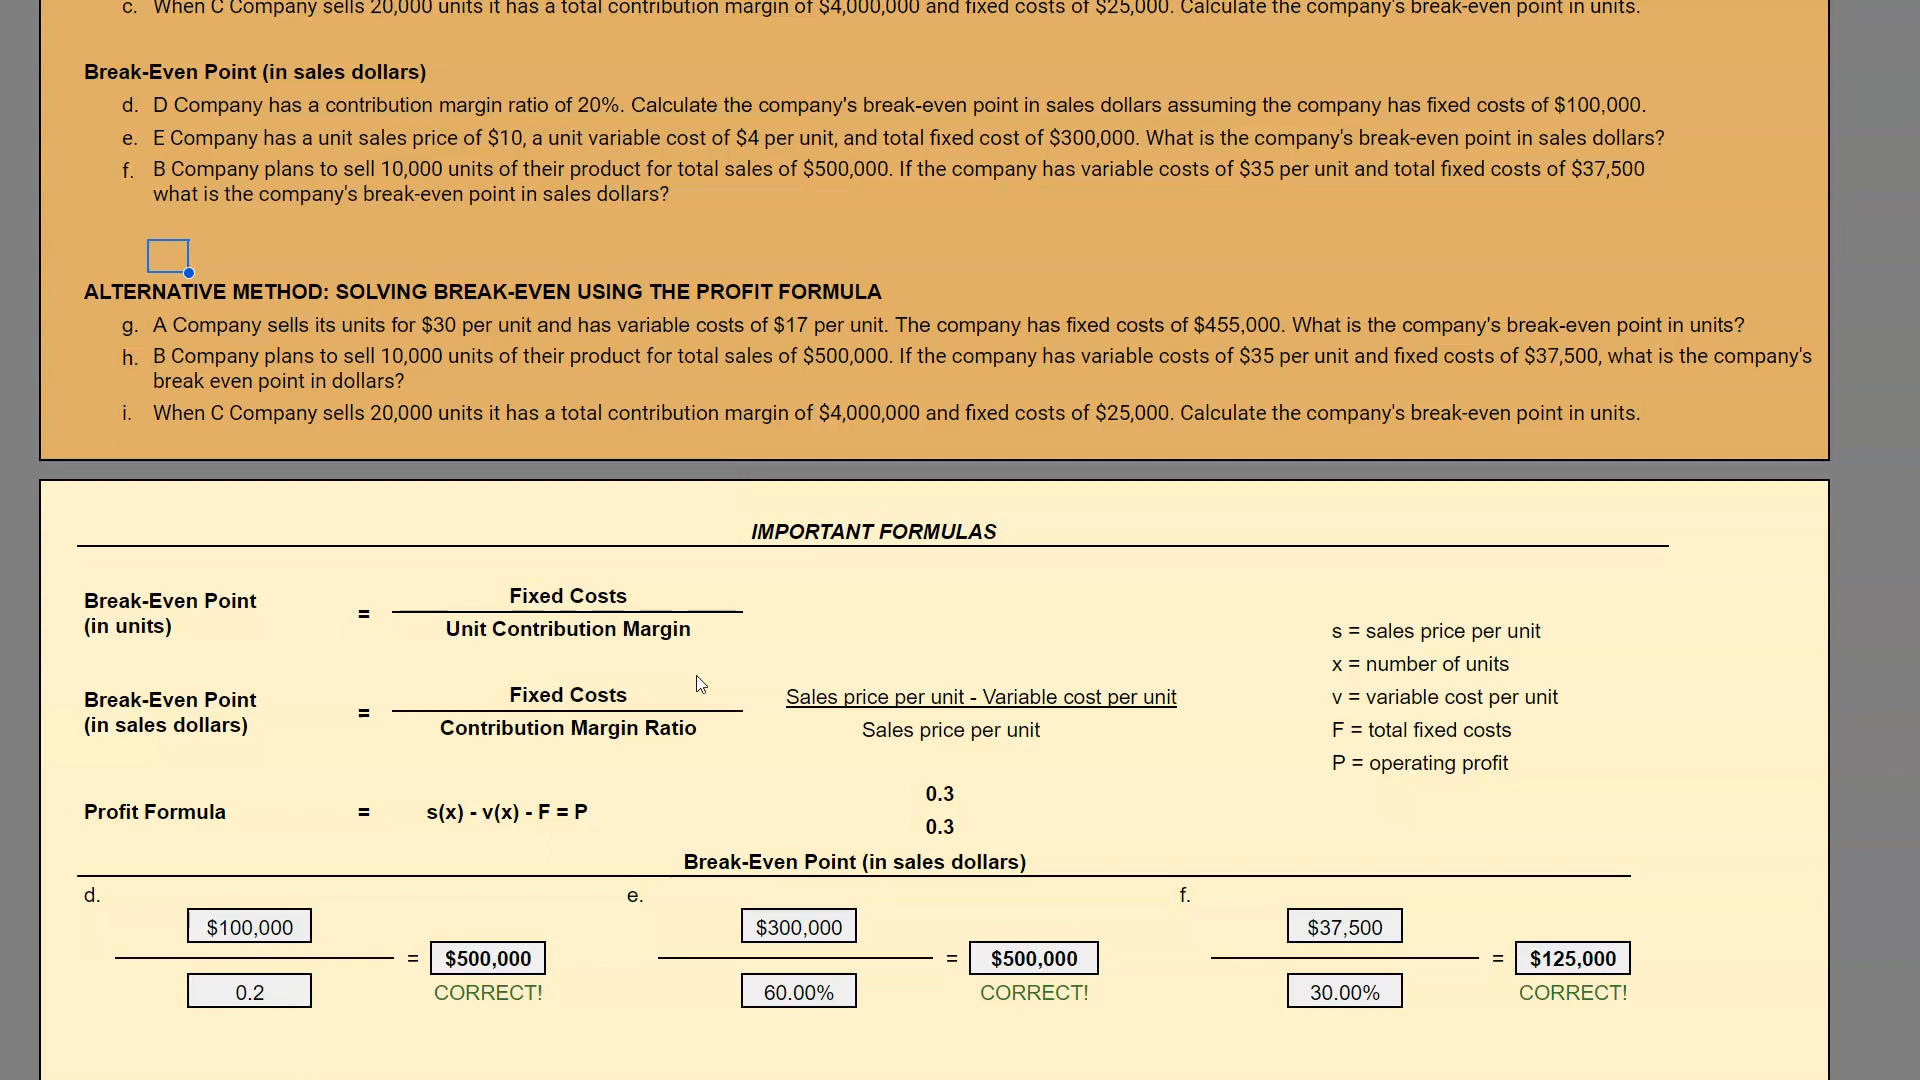 c. When C Company sells 20,000 units it has a total contribution margin of $4,000,000 and fixed costs of $25,000. Calculate the company's break-even point in units.
Break-Even Point (in sales dollars)
d. D Company has a contribution margin ratio of 20%. Calculate the company's break-even point in sales dollars assuming the company has fixed costs of $100,000.
e. E Company has a unit sales price of $10, a unit variable cost of $4 per unit, and total fixed cost of $300,000. What is the company's break-even point in sales dollars?
f. B Company plans to sell 10,000 units of their product for total sales of $500,000. If the company has variable costs of $35 per unit and total fixed costs of $37,500
what is the company's break-even point in sales dollars?
ALTERNATIVE METHOD: SOLVING BREAK-EVEN USING THE PROFIT FORMULA
g. A Company sells its units for $30 per unit and has variable costs of $17 per unit. The company has fixed costs of $455,000. What is the company's break-even point in units?
h. B Company plans to sell 10,000 units of their product for total sales of $500,000. If the company has variable costs of $35 per unit and fixed costs of $37,500, what is the company's
break even point in dollars?
i. When C Company sells 20,000 units it has a total contribution margin of $4,000,000 and fixed costs of $25,000. Calculate the company's break-even point in units.
IMPORTANT FORMULAS
Break-Even Point
(in units)
=
Fixed Costs
Unit Contribution Margin
Break-Even Point
(in sales dollars)
=
Fixed Costs
Contribution Margin Ratio
Sales price per unit - Variable cost per unit
Sales price per unit
s = sales price per unit
x = number of units
v = variable cost per unit
F = total fixed costs
P = operating profit
Profit Formula = s(x) - v(x) - F = P
0.3
0.3
Break-Even Point (in sales dollars)
d.
$100,000
= $500,000
0.2
CORRECT!
e.
$300,000
= $500,000
60.00%
CORRECT!
f.
$37,500
= $125,000
30.00%
CORRECT!